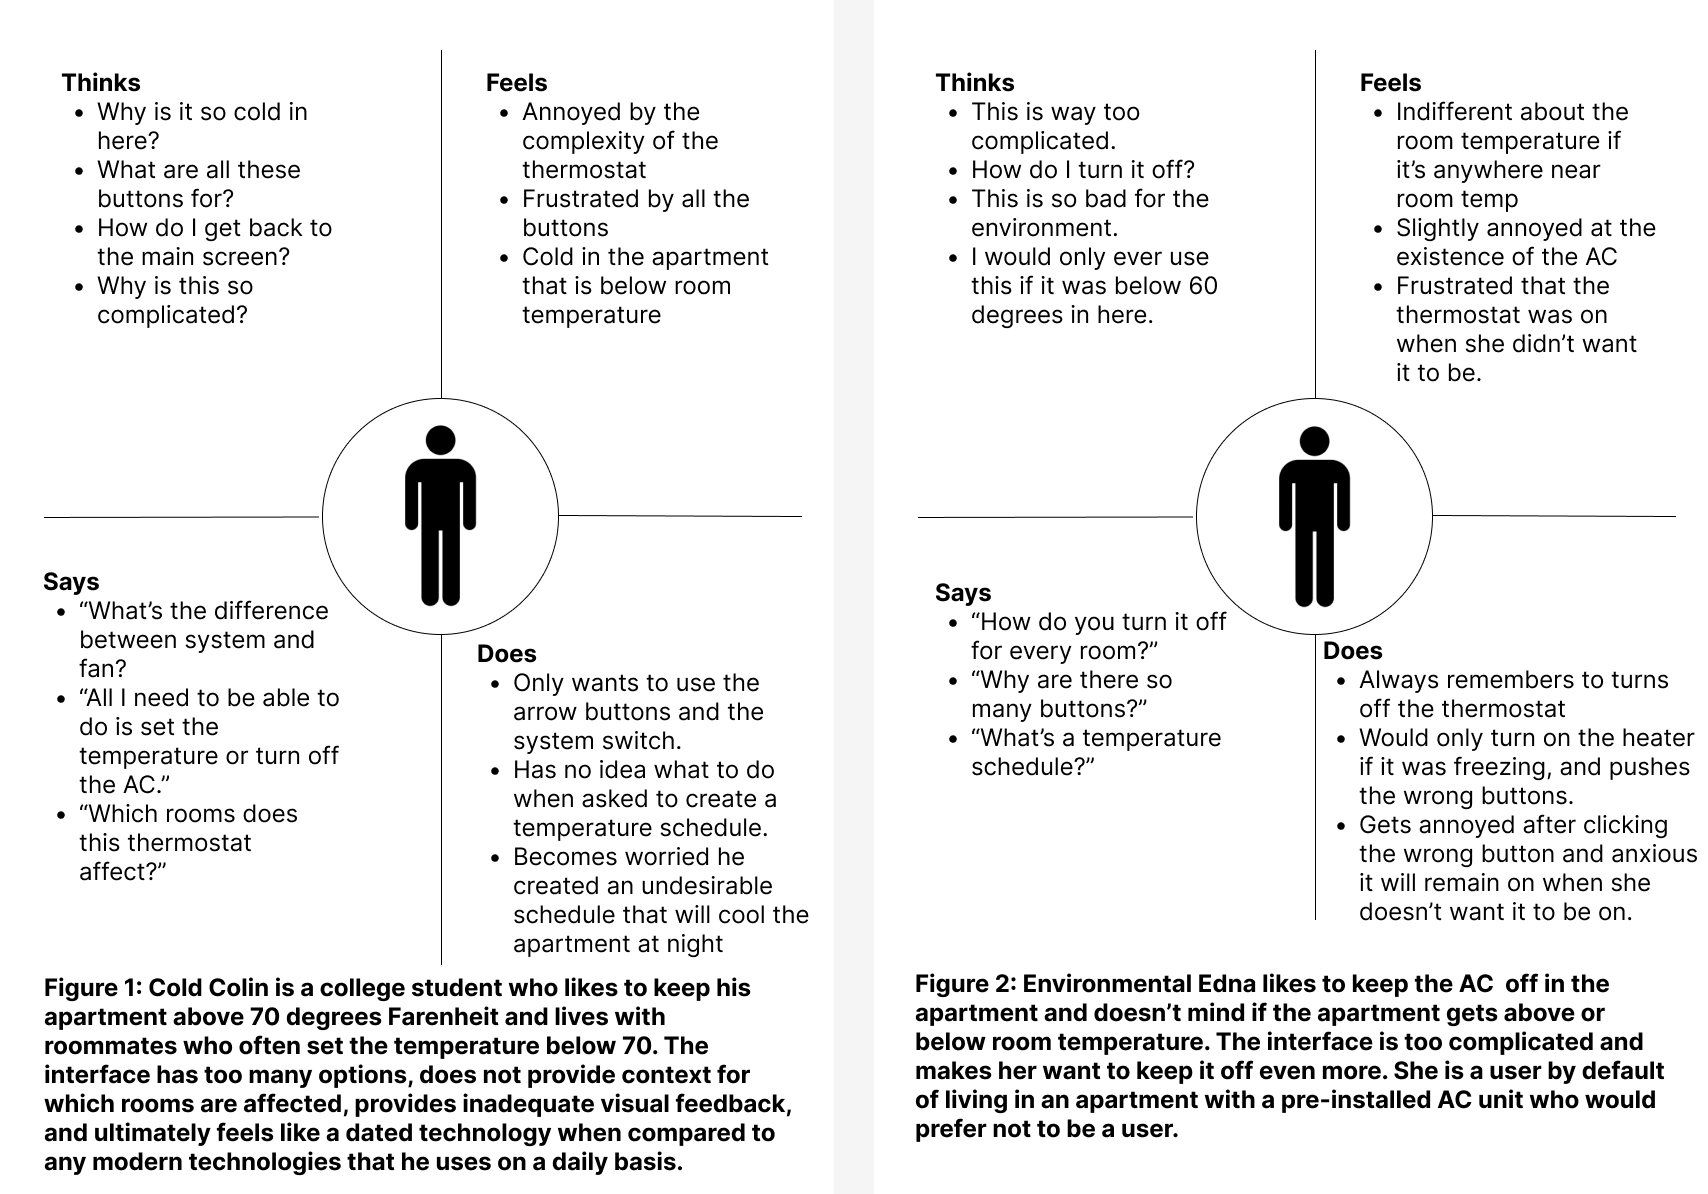 Thinks
• Why is it so cold in
here?
• What are all these
buttons for?
• How do I get back to
the main screen?
• Why is this so
complicated?
Feels
• Annoyed by the
complexity of the
thermostat
• Frustrated by all the
buttons
• Cold in the apartment
that is below room
temperature
Says
• “What’s the difference
between system and
fan?
• “All I need to be able to
do is set the
temperature or turn off
the AC.”
• “Which rooms does
this thermostat
affect?”
Does
• Only wants to use the
arrow buttons and the
system switch.
• Has no idea what to do
when asked to create a
temperature schedule.
• Becomes worried he
created an undesirable
schedule that will cool the
apartment at night
Figure 1: Cold Colin is a college student who likes to keep his
apartment above 70 degrees Farenheit and lives with
roommates who often set the temperature below 70. The
interface has too many options, does not provide context for
which rooms are affected, provides inadequate visual feedback,
and ultimately feels like a dated technology when compared to
any modern technologies that he uses on a daily basis.
Thinks
• This is way too
complicated.
• How do I turn it off?
• This is so bad for the
environment.
• I would only ever use
this if it was below 60
degrees in here.
Feels
• Indifferent about the
room temperature if
it’s anywhere near
room temp
• Slightly annoyed at the
existence of the AC
• Frustrated that the
thermostat was on
when she didn’t want
it to be.
Says
• “How do you turn it off
for every room?”
• “Why are there so
many buttons?”
• “What’s a temperature
schedule?”
Does
• Always remembers to turns
off the thermostat
• Would only turn on the heater
if it was freezing, and pushes
the wrong buttons.
• Gets annoyed after clicking
the wrong button and anxious
it will remain on when she
doesn’t want it to be on.
Figure 2: Environmental Edna likes to keep the AC  off in the
apartment and doesn’t mind if the apartment gets above or
below room temperature. The interface is too complicated and
makes her want to keep it off even more. She is a user by default
of living in an apartment with a pre-installed AC unit who would
prefer not to be a user.